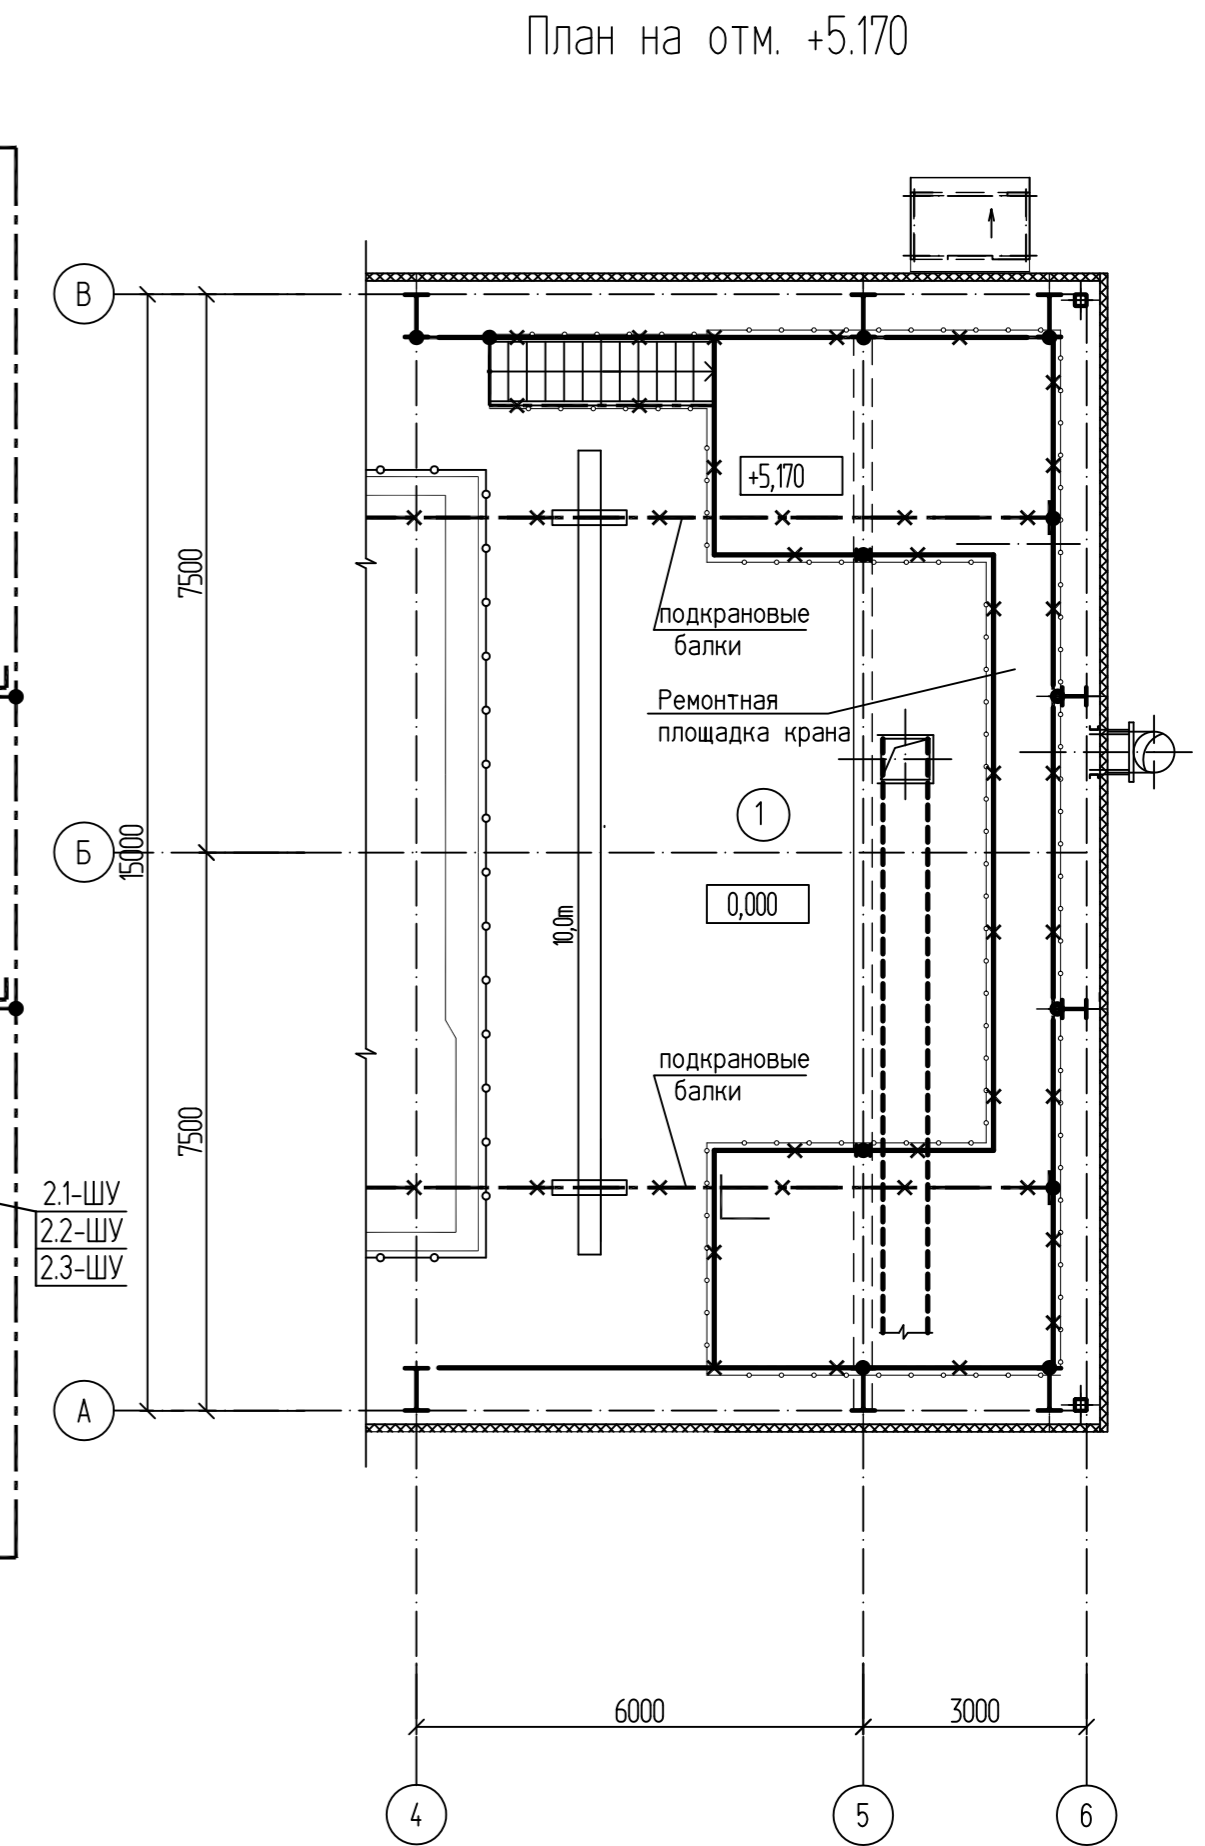 План на отм. +5.170
В
+5,170
7500
подкрановые
балки
Ремонтная
площадка крана
1
Б
15000
0,000
10,0т
подкрановые
балки
7500
2.1-ШУ
2.2-ШУ
2.3-ШУ
А
6000
3000
4
5
6